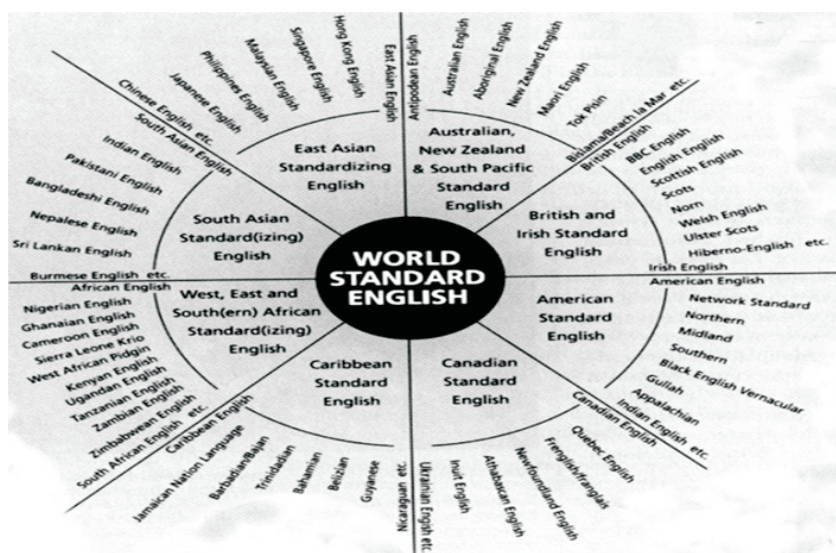 WORLD
STANDARD
ENGLISH
East Asian
Standardizing
English
East Asian English
Hong Kong English
Singapore English
Malaysian English
Philippines English
Japanese English
Chinese English etc.
Australian,
New Zealand
& South Pacific
Standard
English
Antipodean English
Australian English
Aboriginal English
New Zealand English
Maori English
Tok Pisin
Bislama/Beach la Mar etc.
British and
Irish Standard
English
British English
BBC English
English English
Scottish English
Scots
Norn
Welsh English
Ulster Scots
Hiberno-English etc.
Irish English
American
Standard
English
American English
Network Standard
Northern
Midland
Southern
Black English Vernacular
Gullah
Appalachian
Indian English etc.
Canadian
Standard
English
Canadian English
Quebec English
Frenglish/franglais
Newfoundland English
Athabascan English
Inuit English
Ukrainian Engish etc.
Caribbean
Standard
English
Caribbean English
Jamaican Nation Language
Barbadian/Bajan
Trinidadian
Bahamian
Belizian
Guyanese
Nicaraguan etc.
West, East and
South(ern) African
Standard(izing)
English
African English
Nigerian English
Ghanaian English
Cameroon English
Sierra Leone Krio
West African Pidgin
Kenyan English
Ugandan English
Tanzanian English
Zambian English
Zimbabwean English
South African English etc.
South Asian
Standard(izing)
English
South Asian English
Indian English
Pakistani English
Bangladeshi English
Nepalese English
Sri Lankan English
Burmese English etc.